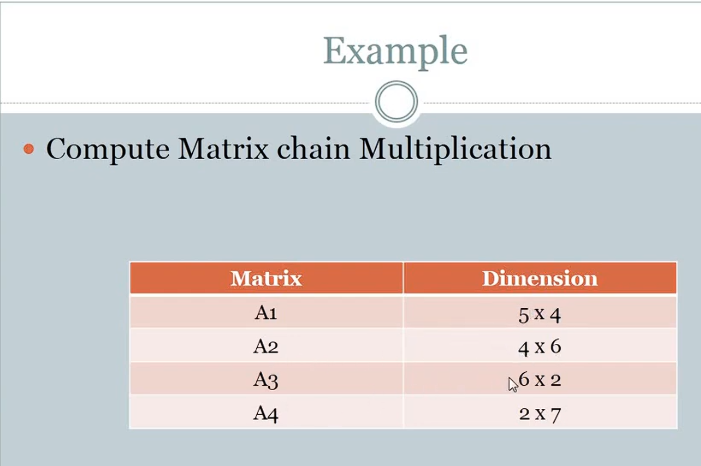 Example
• Compute Matrix chain Multiplication
Matrix Dimension
A1 5 x 4
A2 4 x 6
A3 6 x 2
A4 2 x 7